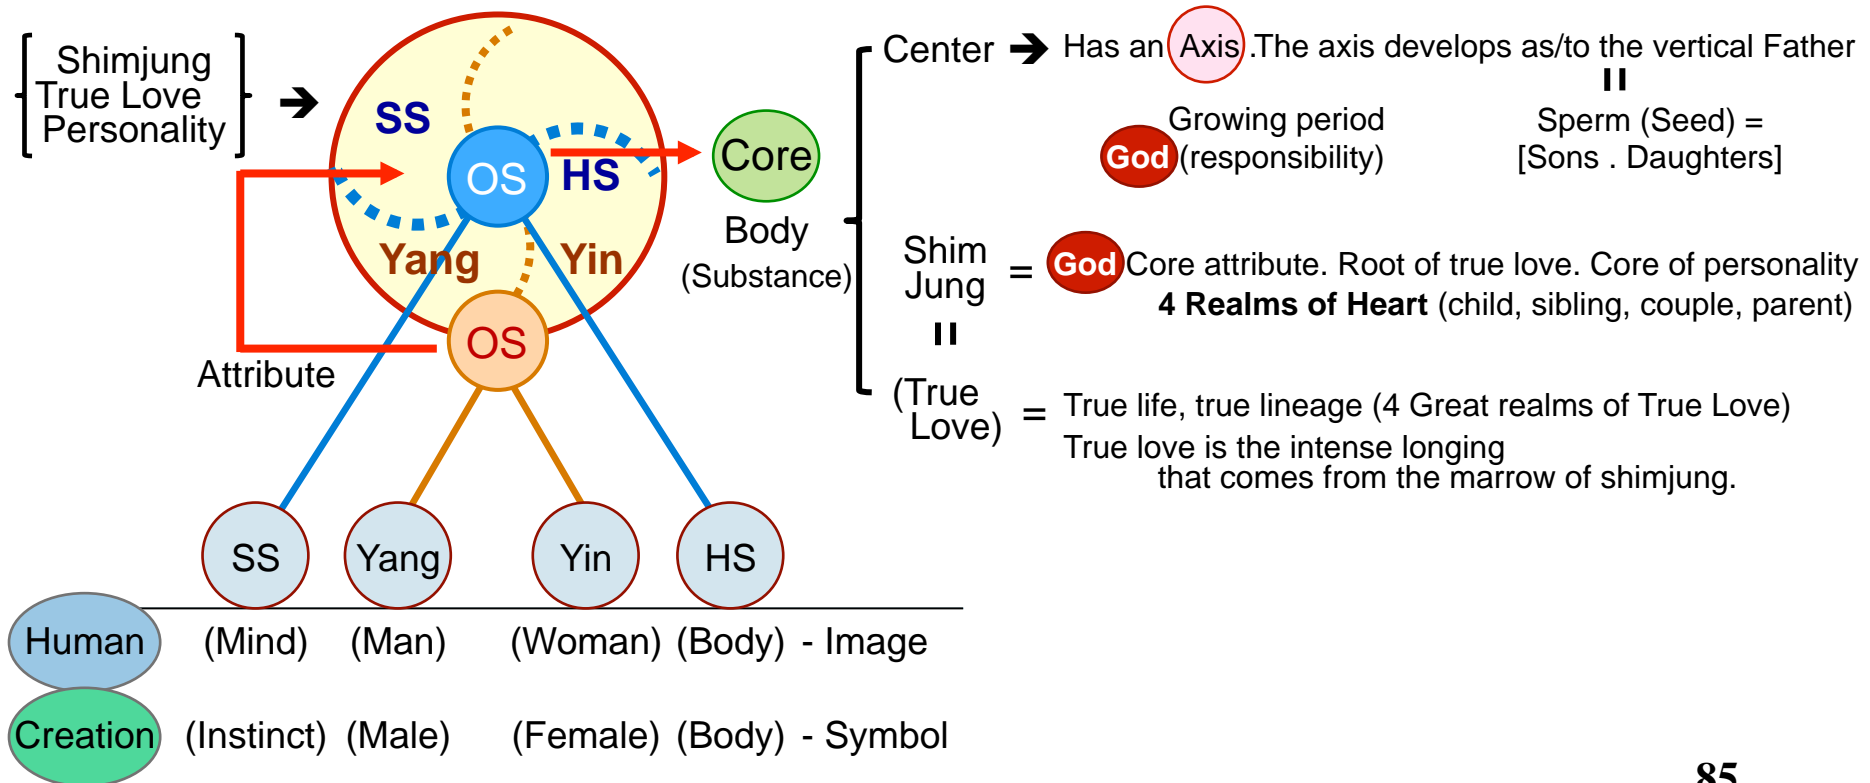 Shimjung
True Love
Personality
SS
OS
HS
Yang
Yin
OS
Attribute
Core
Body
(Substance)
Center ➔ Has an Axis .The axis develops as/to the vertical Father
=
Growing period
God (responsibility)
Sperm (Seed) =
[Sons . Daughters]
Shim
Jung
= God Core attribute. Root of true love. Core of personality
4 Realms of Heart (child, sibling, couple, parent)
=
(True
Love)
= True life, true lineage (4 Great realms of True Love)
True love is the intense longing
that comes from the marrow of shimjung.
SS Yang Yin HS
Human (Mind) (Man) (Woman) (Body) - Image
Creation (Instinct) (Male) (Female) (Body) - Symbol
85